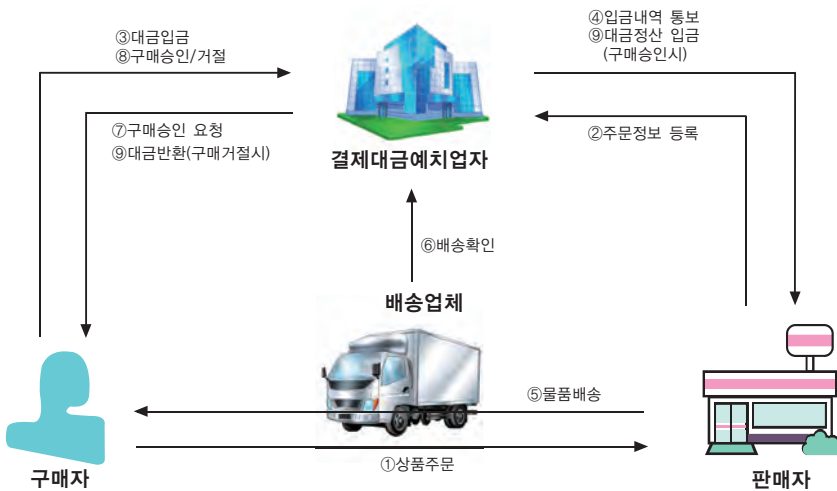 ③대금입금
⑧구매승인/거절
④입금내역 통보
⑨대금정산 입금
(구매승인시)
⑦구매승인 요청
⑨대금반환(구매거절시)
②주문정보 등록
결제대금예치업자
⑥배송확인
배송업체
⑤물품배송
①상품주문
구매자
판매자